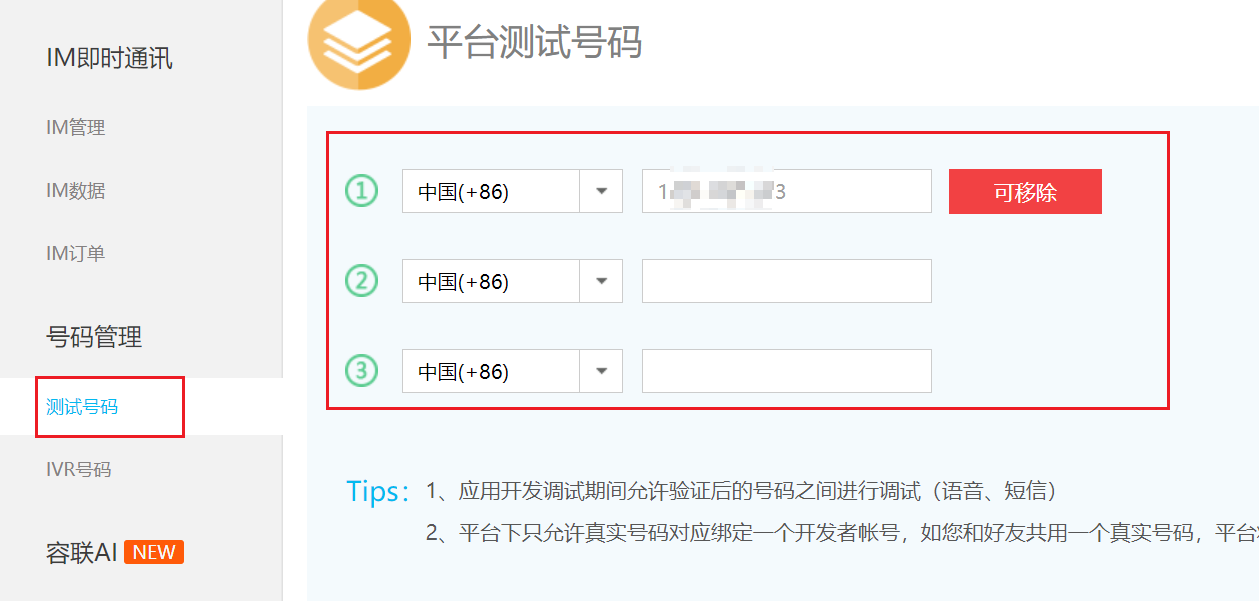 IM即时通讯
IM管理
IM数据
IM订单
号码管理
测试号码
IVR号码
容联AI NEW
平台测试号码
① 中国(+86) 1 3 可移除
② 中国(+86)
③ 中国(+86)
Tips： 1、应用开发调试期间允许验证后的号码之间进行调试（语音、短信）
2、平台下只允许真实号码对应绑定一个开发者帐号，如您和好友共用一个真实号码，平台